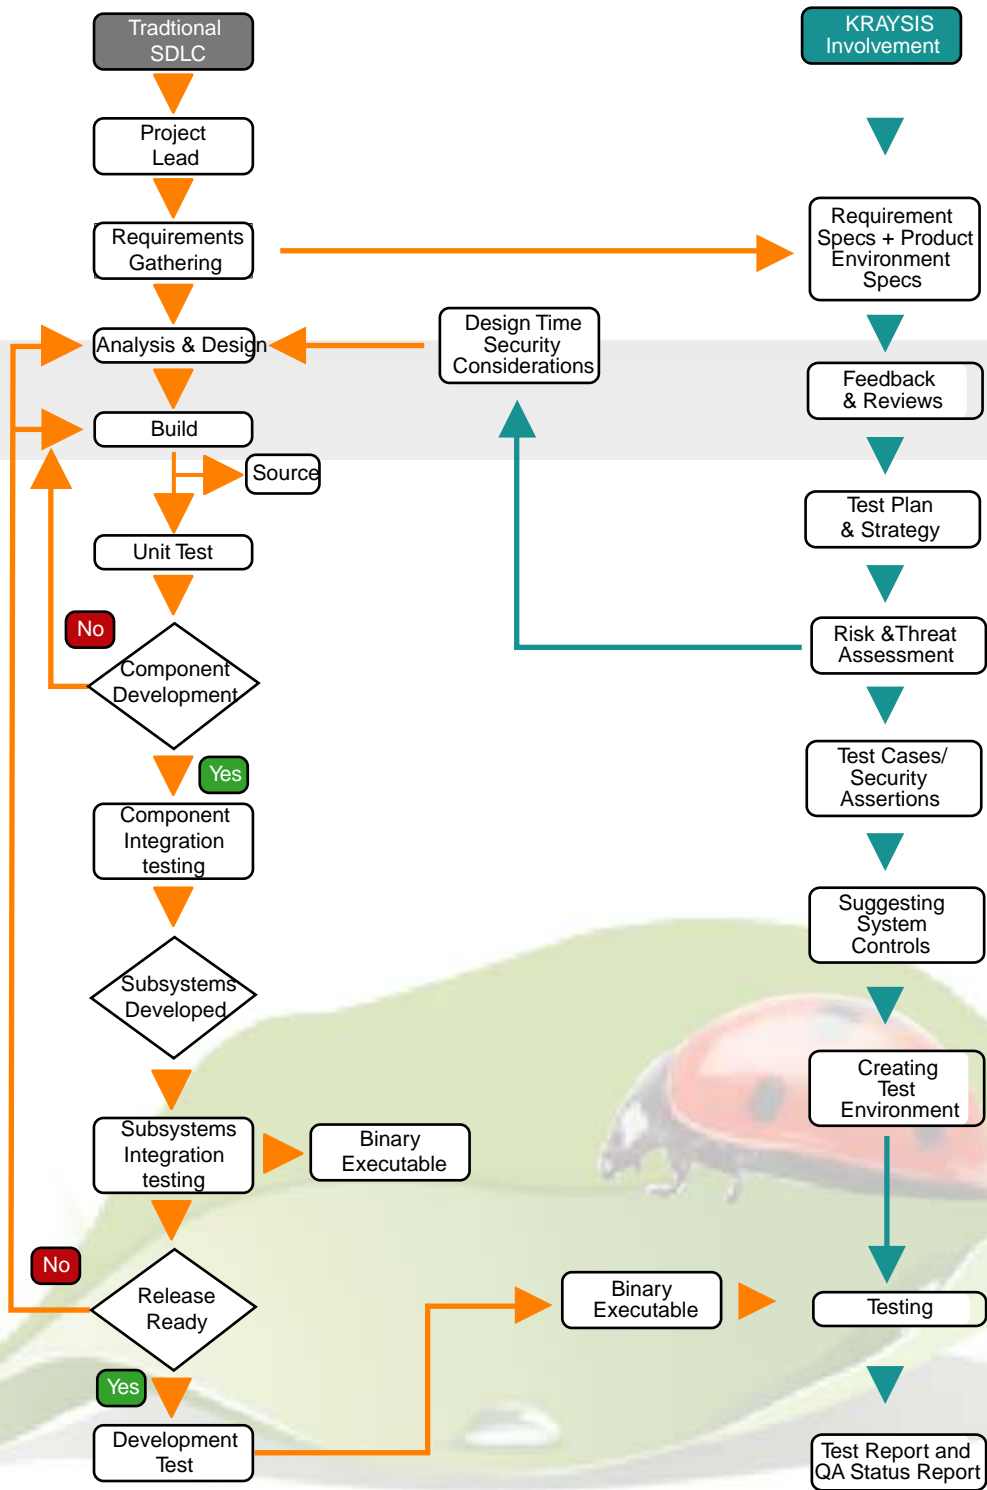 Tradtional
SDLC
KRAYSIS
Involvement
Project
Lead
Requirements
Gathering
Requirement
Specs + Product
Environment
Specs
Analysis & Design
Design Time
Security
Considerations
Feedback
& Reviews
Build
Source
Test Plan
& Strategy
Unit Test
No
Component
Development
Risk &Threat
Assessment
Yes
Test Cases/
Security
Assertions
Component
Integration
testing
Suggesting
System
Controls
Subsystems
Developed
Creating
Test
Environment
Subsystems
Integration
testing
Binary
Executable
No
Release
Ready
Binary
Executable
Testing
Yes
Development
Test
Test Report and
QA Status Report